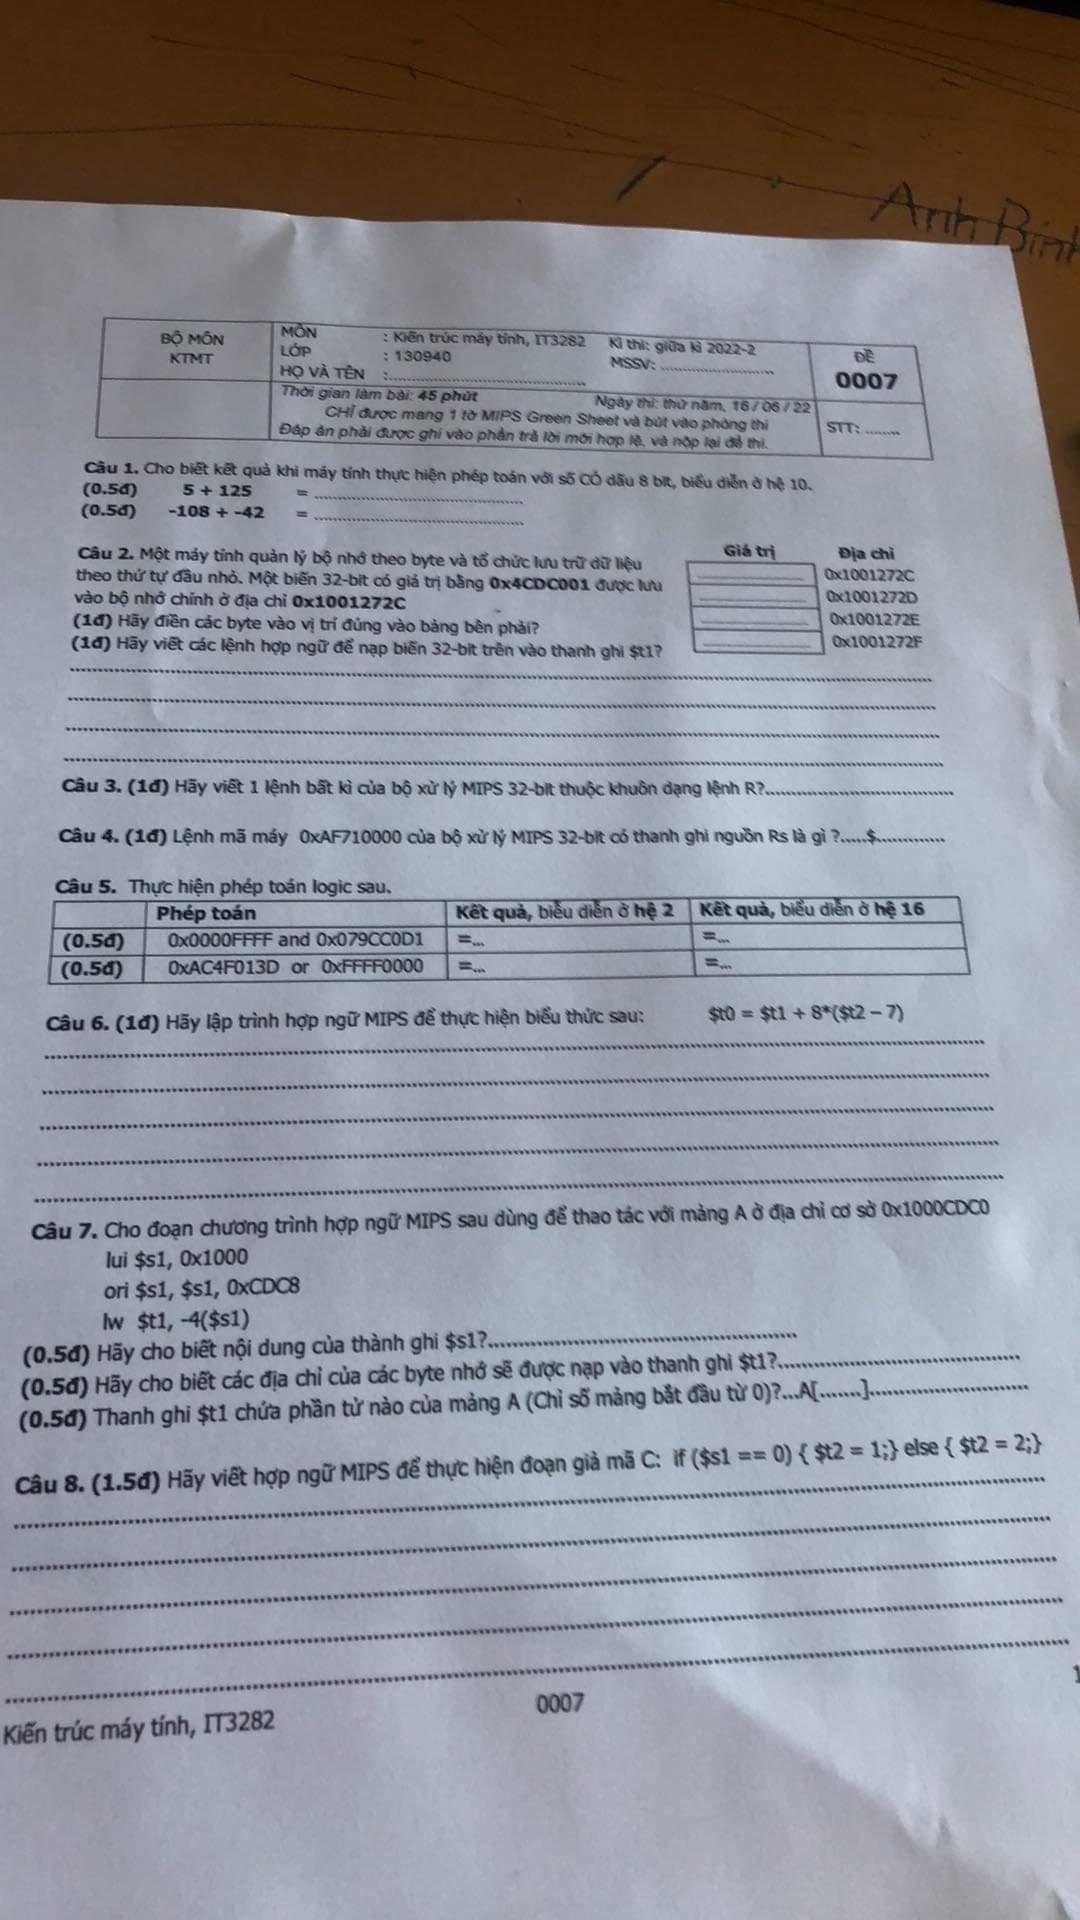 Anh Bình
BỘ MÔN KTMT
MÔN : Kiến trúc máy tính, IT3282 Kì thi: giữa kì 2022-2
LỚP : 130940 MSSV: ........................
HỌ VÀ TÊN :..........................................
ĐỀ 0007
Thời gian làm bài: 45 phút Ngày thi: thứ năm, 16 / 06 / 22
CHỈ được mang 1 tờ MIPS Green Sheet và bút vào phòng thi
Đáp án phải được ghi vào phần trả lời mới hợp lệ, và nộp lại đề thi.
STT: ........
Câu 1. Cho biết kết quả khi máy tính thực hiện phép toán với số CÓ dấu 8 bit, biểu diễn ở hệ 10.
(0.5đ) 5 + 125 = ..........................................
(0.5đ) -108 + -42 = ..........................................
Câu 2. Một máy tính quản lý bộ nhớ theo byte và tổ chức lưu trữ dữ liệu
theo thứ tự đầu nhỏ. Một biến 32-bit có giá trị bằng 0x4CDC001 được lưu
vào bộ nhớ chính ở địa chỉ 0x1001272C
(1đ) Hãy điền các byte vào vị trí đúng vào bảng bên phải?
(1đ) Hãy viết các lệnh hợp ngữ để nạp biến 32-bit trên vào thanh ghi $t1?
Giá trị Địa chỉ
0x1001272C
0x1001272D
0x1001272E
0x1001272F
Câu 3. (1đ) Hãy viết 1 lệnh bất kì của bộ xử lý MIPS 32-bit thuộc khuôn dạng lệnh R?...................................
Câu 4. (1đ) Lệnh mã máy 0xAF710000 của bộ xử lý MIPS 32-bit có thanh ghi nguồn Rs là gì ?.....$.............
Câu 5. Thực hiện phép toán logic sau.
Phép toán Kết quả, biểu diễn ở hệ 2 Kết quả, biểu diễn ở hệ 16
(0.5đ) 0x0000FFFF and 0x079CC0D1 =... =...
(0.5đ) 0xAC4F013D or 0xFFFF0000 =... =...
Câu 6. (1đ) Hãy lập trình hợp ngữ MIPS để thực hiện biểu thức sau: $t0 = $t1 + 8*($t2 – 7)
Câu 7. Cho đoạn chương trình hợp ngữ MIPS sau dùng để thao tác với mảng A ở địa chỉ cơ sở 0x1000CDC0
lui $s1, 0x1000
ori $s1, $s1, 0xCDC8
lw $t1, -4($s1)
(0.5đ) Hãy cho biết nội dung của thành ghi $s1?..................................................
(0.5đ) Hãy cho biết các địa chỉ của các byte nhớ sẽ được nạp vào thanh ghi $t1?........................................
(0.5đ) Thanh ghi $t1 chứa phần tử nào của mảng A (Chỉ số mảng bắt đầu từ 0)?...A[.......]...........................
Câu 8. (1.5đ) Hãy viết hợp ngữ MIPS để thực hiện đoạn giả mã C: if ($s1 == 0) { $t2 = 1;} else { $t2 = 2;}
Kiến trúc máy tính, IT3282 0007 1